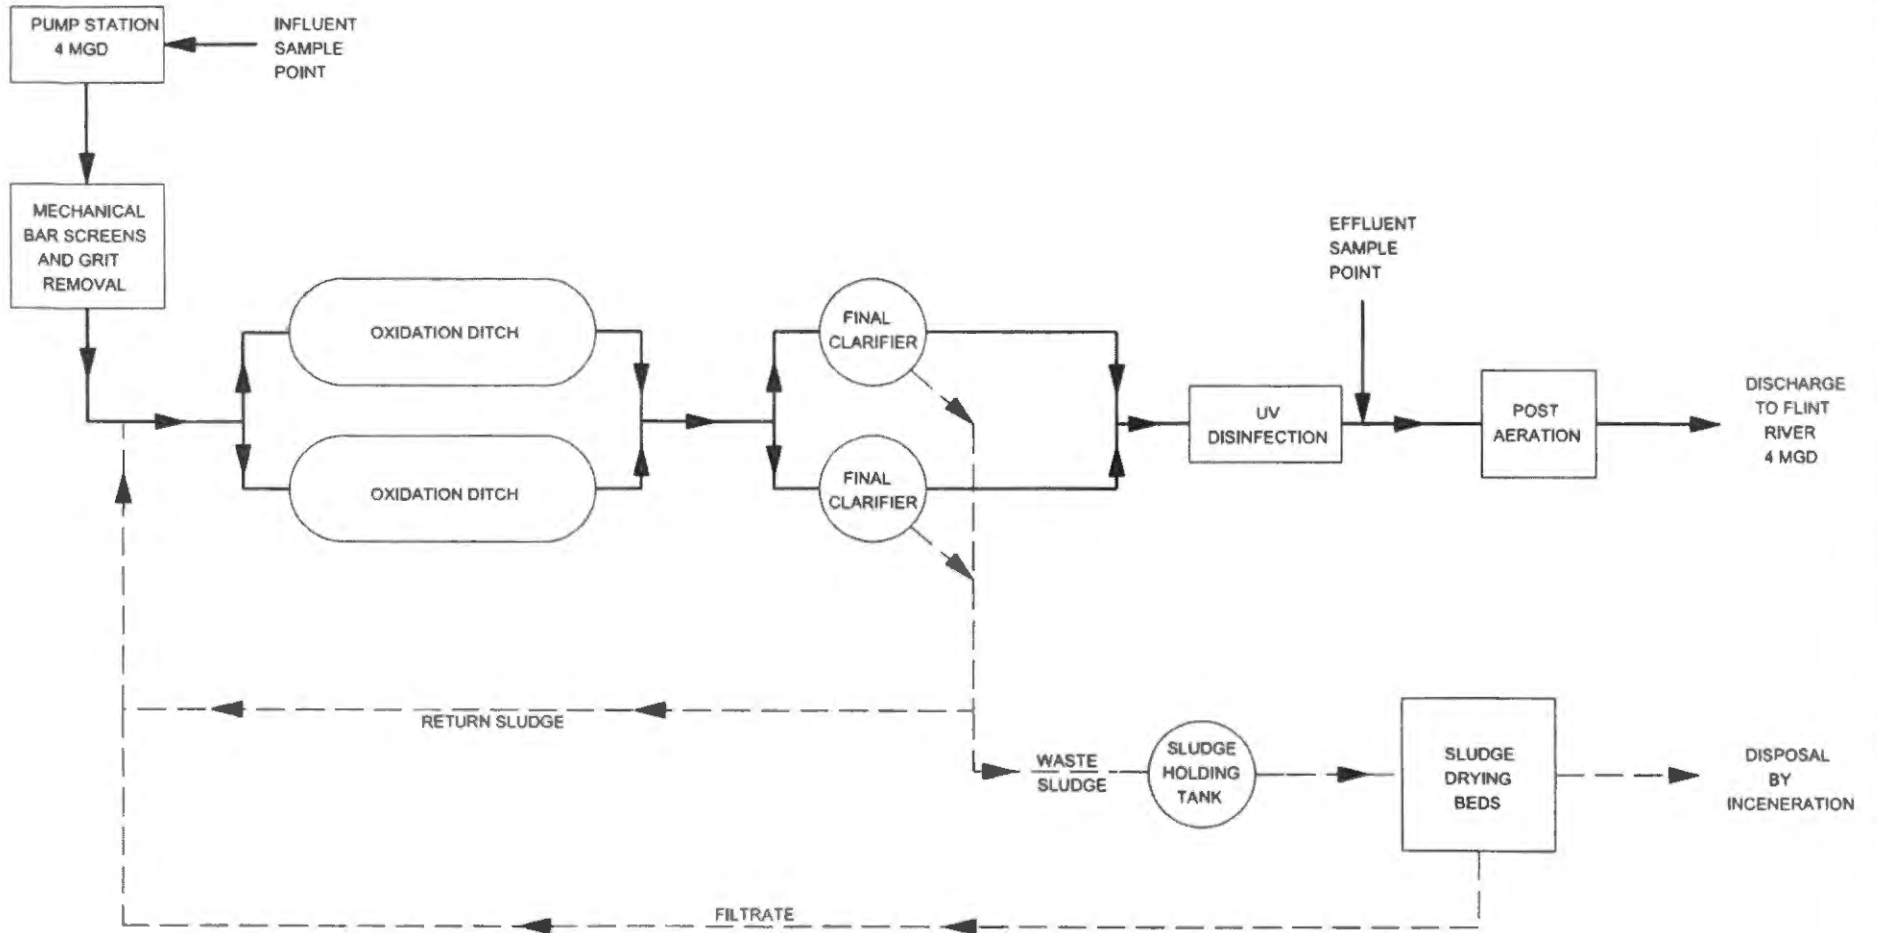 PUMP STATION
4 MGD
INFLUENT
SAMPLE
POINT
MECHANICAL
BAR SCREENS
AND GRIT
REMOVAL
OXIDATION DITCH
OXIDATION DITCH
FINAL
CLARIFIER
FINAL
CLARIFIER
UV
DISINFECTION
EFFLUENT
SAMPLE
POINT
POST
AERATION
DISCHARGE
TO FLINT
RIVER
4 MGD
RETURN SLUDGE
WASTE
SLUDGE
SLUDGE
HOLDING
TANK
SLUDGE
DRYING
BEDS
DISPOSAL
BY
INCENERATION
FILTRATE